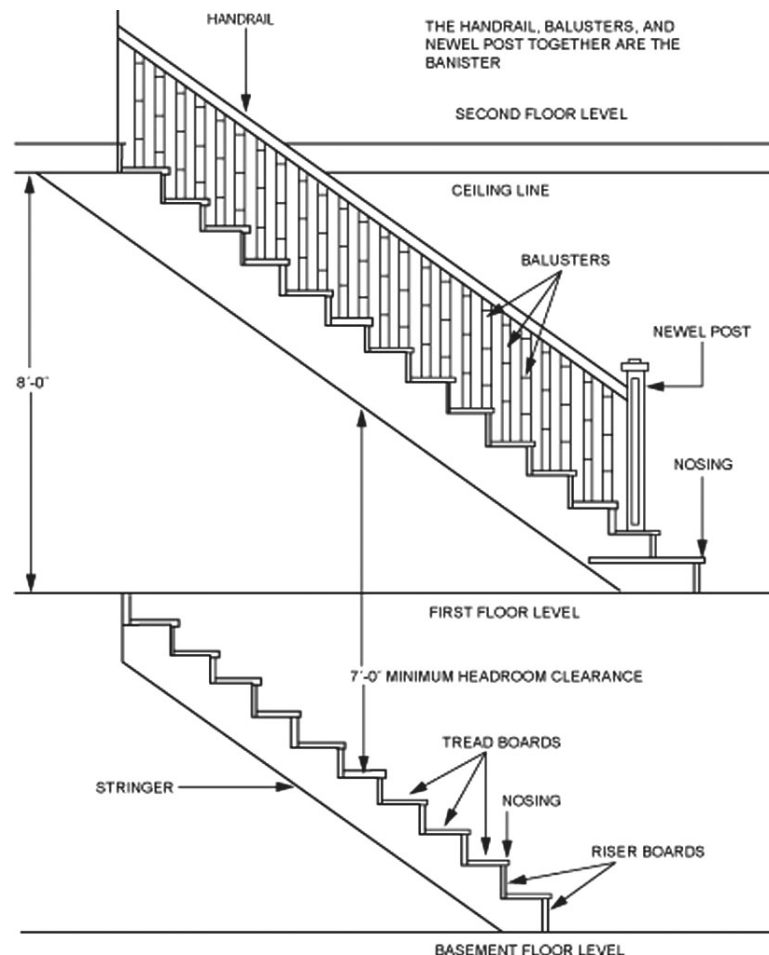 HANDRAIL
THE HANDRAIL, BALUSTERS, AND
NEWEL POST TOGETHER ARE THE
BANISTER
SECOND FLOOR LEVEL
CEILING LINE
BALUSTERS
NEWEL POST
8´-0˝
NOSING
FIRST FLOOR LEVEL
7´-0˝ MINIMUM HEADROOM CLEARANCE
TREAD BOARDS
STRINGER
NOSING
RISER BOARDS
BASEMENT FLOOR LEVEL